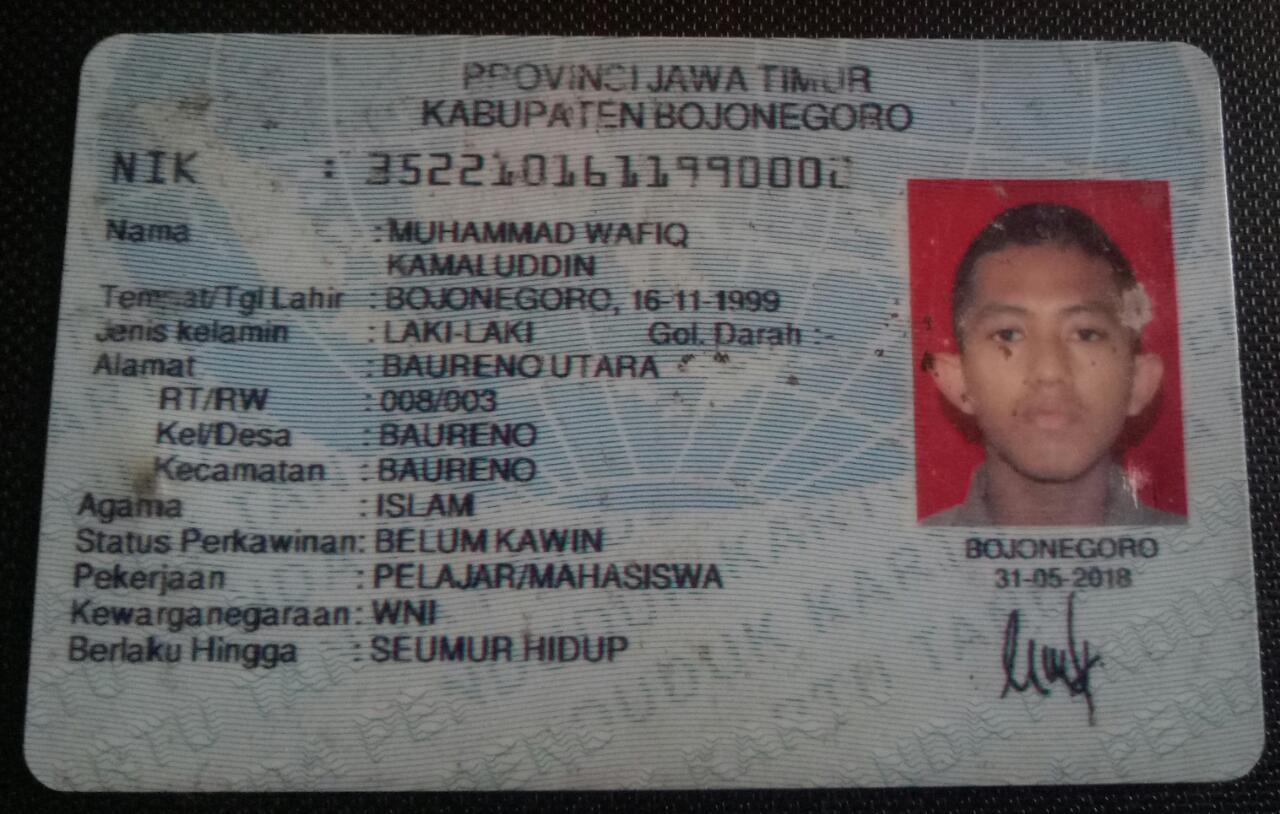 PROVINSI JAWA TIMUR
KABUPATEN BOJONEGORO
NIK : 3522101611990002
Nama : MUHAMMAD WAFIQ
KAMALUDDIN
Tempat/Tgl Lahir : BOJONEGORO, 16-11-1999
Jenis kelamin : LAKI-LAKI Gol. Darah :-
Alamat : BAURENO UTARA
RT/RW : 008/003
Kel/Desa : BAURENO
Kecamatan : BAURENO
Agama : ISLAM
Status Perkawinan: BELUM KAWIN
Pekerjaan : PELAJAR/MAHASISWA
Kewarganegaraan: WNI
Berlaku Hingga : SEUMUR HIDUP
BOJONEGORO
31-05-2018